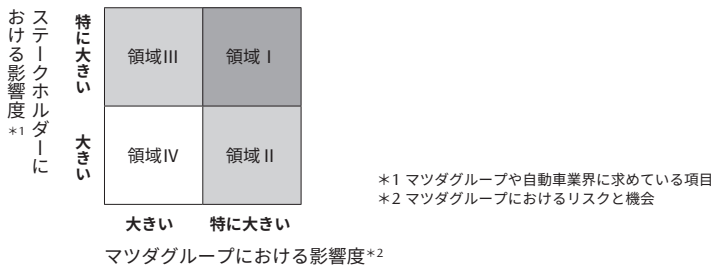 ステークホルダーに
おける影響度＊1
特に大きい
大きい
領域III
領域 I
領域IV
領域 II
大きい
特に大きい
マツダグループにおける影響度＊2
＊1 マツダグループや自動車業界に求めている項目
＊2 マツダグループにおけるリスクと機会